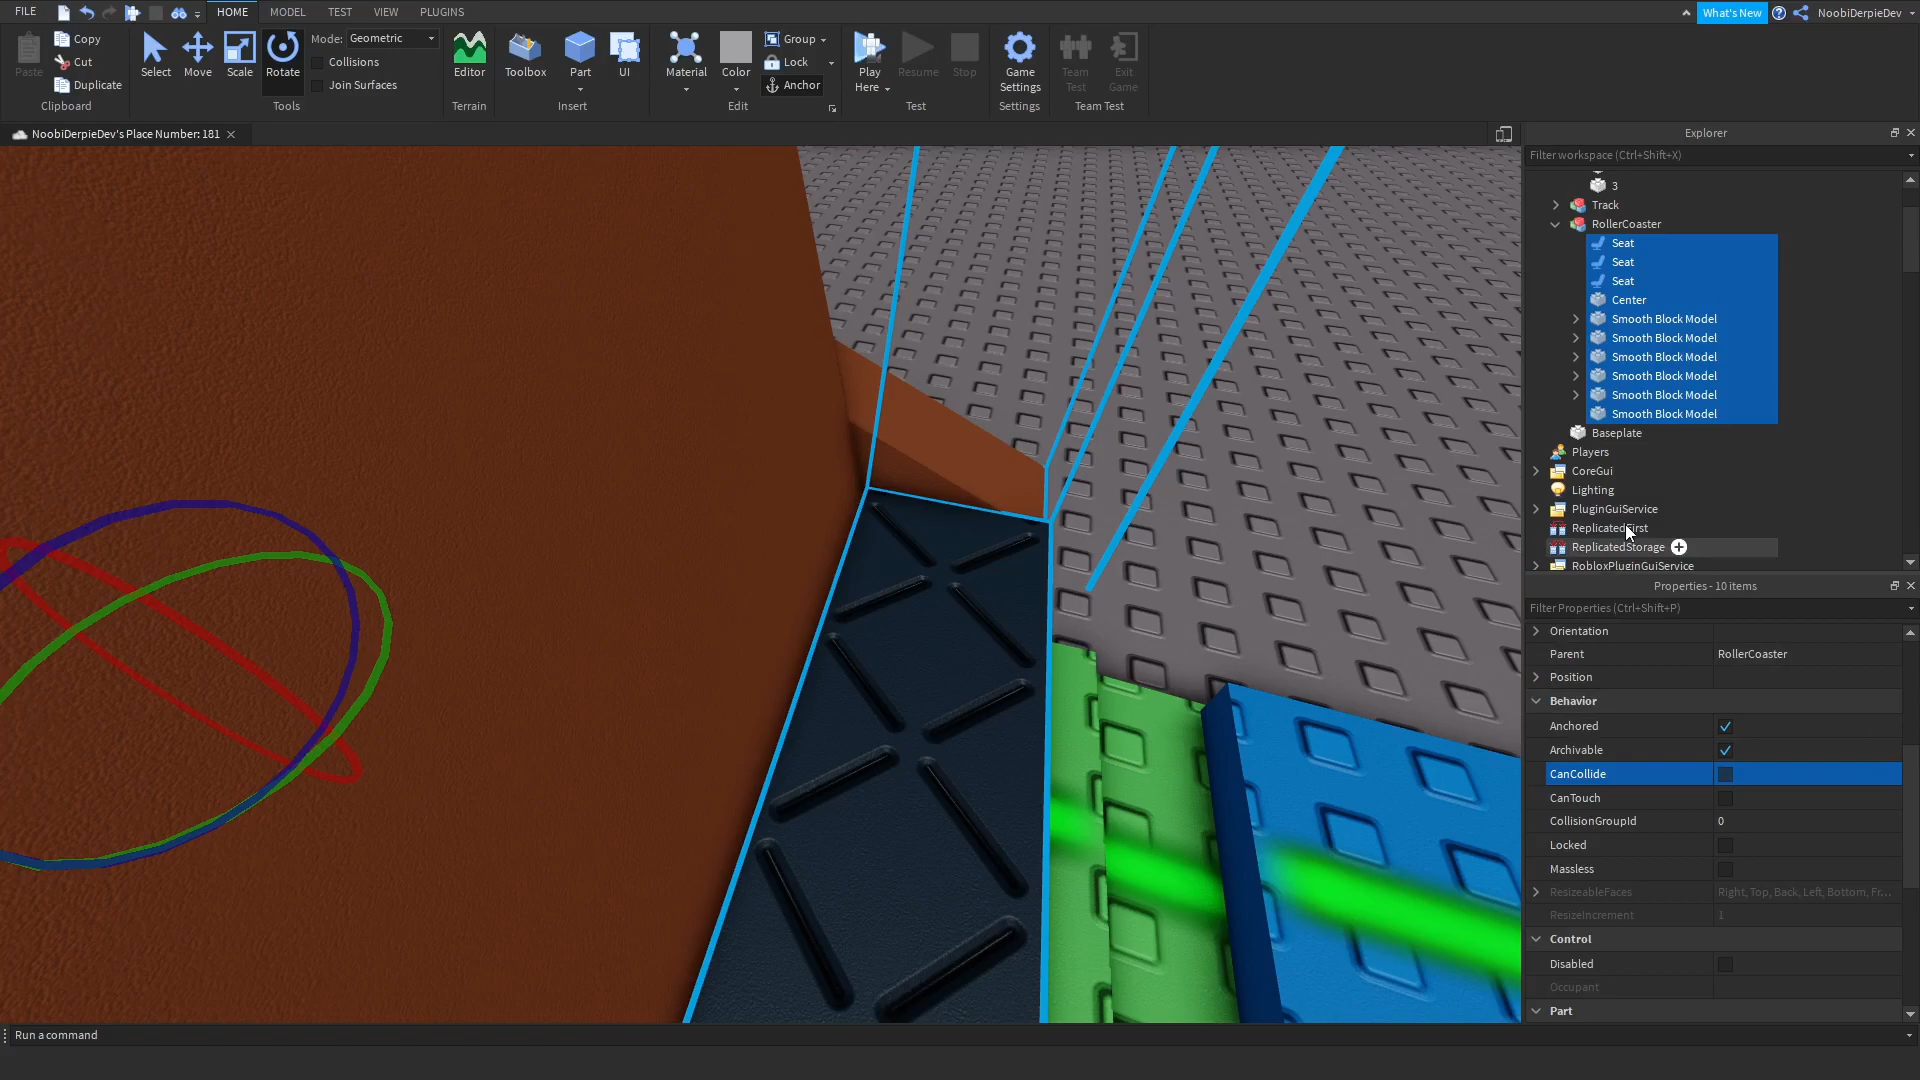 FILE
HOME
MODEL
TEST
VIEW
PLUGINS
What's New
NoobiDerpieDev
Paste
Copy
Cut
Duplicate
Clipboard
Select
Move
Scale
Rotate
Mode: Geometric
Collisions
Join Surfaces
Tools
Editor
Terrain
Toolbox
Part
UI
Insert
Material
Color
Group
Lock
Anchor
Edit
Play
Here
Resume
Stop
Test
Game
Settings
Settings
Team
Test
Exit
Game
Team Test
NoobiDerpieDev's Place Number: 181
Explorer
Filter workspace (Ctrl+Shift+X)
3
Track
RollerCoaster
Seat
Seat
Seat
Center
Smooth Block Model
Smooth Block Model
Smooth Block Model
Smooth Block Model
Smooth Block Model
Smooth Block Model
Baseplate
Players
CoreGui
Lighting
PluginGuiService
ReplicatedFirst
ReplicatedStorage
RobloxPluginGuiService
Properties - 10 items
Filter Properties (Ctrl+Shift+P)
Orientation
Parent RollerCoaster
Position
Behavior
Anchored
Archivable
CanCollide
CanTouch
CollisionGroupId 0
Locked
Massless
ResizeableFaces Right, Top, Back, Left, Bottom, Fr...
ResizeIncrement 1
Control
Disabled
Occupant
Part
Run a command